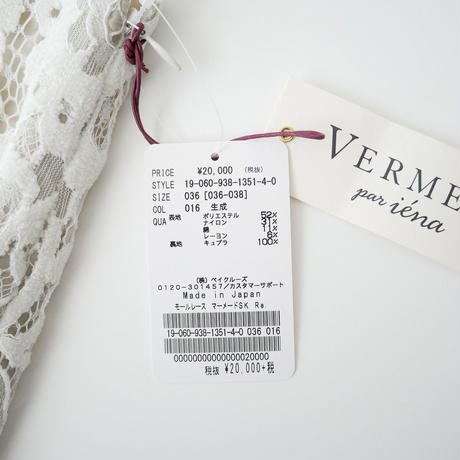 PRICE ¥20,000 (税抜)
STYLE 19-060-938-1351-4-0
SIZE 036 [036-038]
COL 016 生成
QUA 表地 ポリエステル 52%
ナイロン 31%
綿 11%
レーヨン 6%
裏地 キュプラ 100%
(株) ベイクルーズ
0120-301457/カスタマーサポート
Made in Japan
モールレース マーメードSK Re.
19-060-938-1351-4-0 036 016
00000000000000020000
税抜 ¥20,000+税
VERME
par iéna